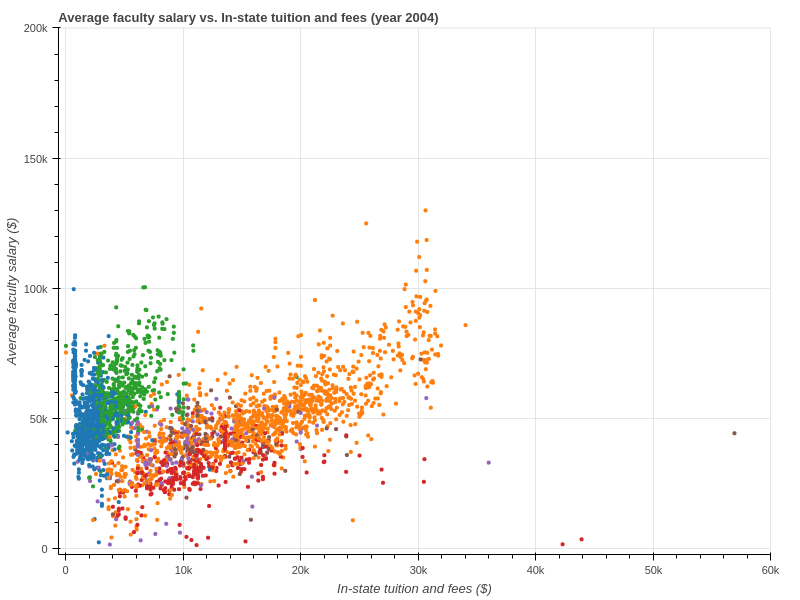 Average faculty salary vs. In-state tuition and fees (year 2004)
200k
150k
100k
50k
0
Average faculty salary ($)
0 10k 20k 30k 40k 50k 60k
In-state tuition and fees ($)